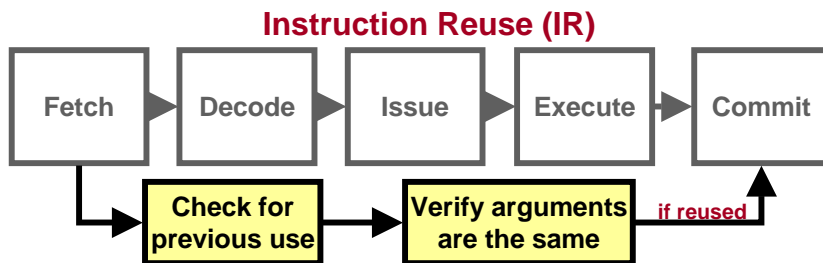 Instruction Reuse (IR)
Fetch
Decode
Issue
Execute
Commit
Check for
previous use
Verify arguments
are the same
if reused